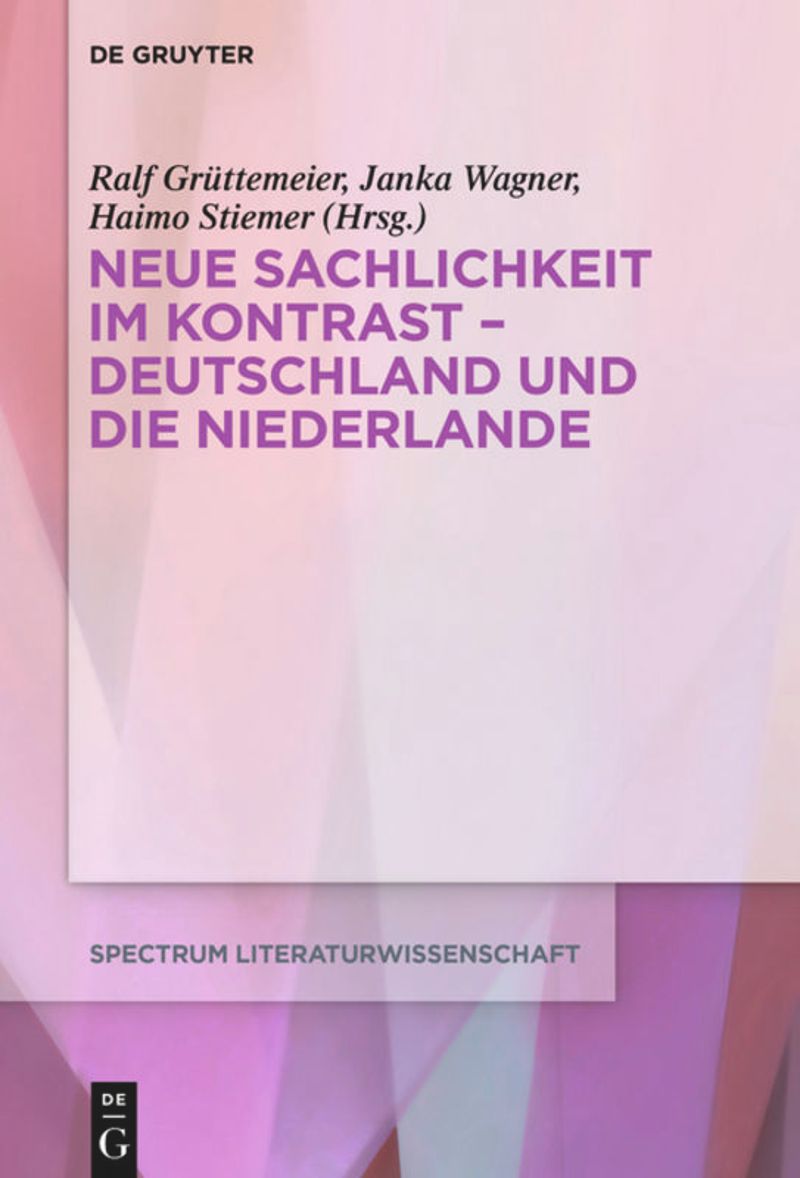 DE GRUYTER
Ralf Grüttemeier, Janka Wagner,
Haimo Stiemer (Hrsg.)
NEUE SACHLICHKEIT
IM KONTRAST –
DEUTSCHLAND UND
DIE NIEDERLANDE
SPECTRUM LITERATURWISSENSCHAFT
DE
G